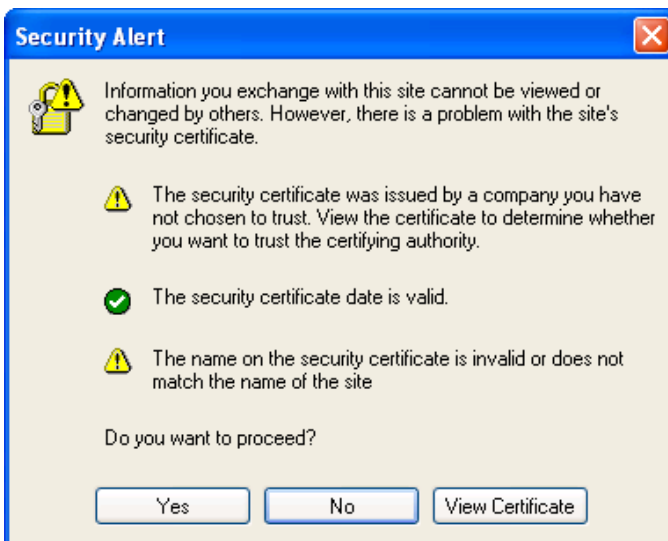 Security Alert
Information you exchange with this site cannot be viewed or
changed by others. However, there is a problem with the site's
security certificate.
The security certificate was issued by a company you have
not chosen to trust. View the certificate to determine whether
you want to trust the certifying authority.
The security certificate date is valid.
The name on the security certificate is invalid or does not
match the name of the site
Do you want to proceed?
Yes No View Certificate